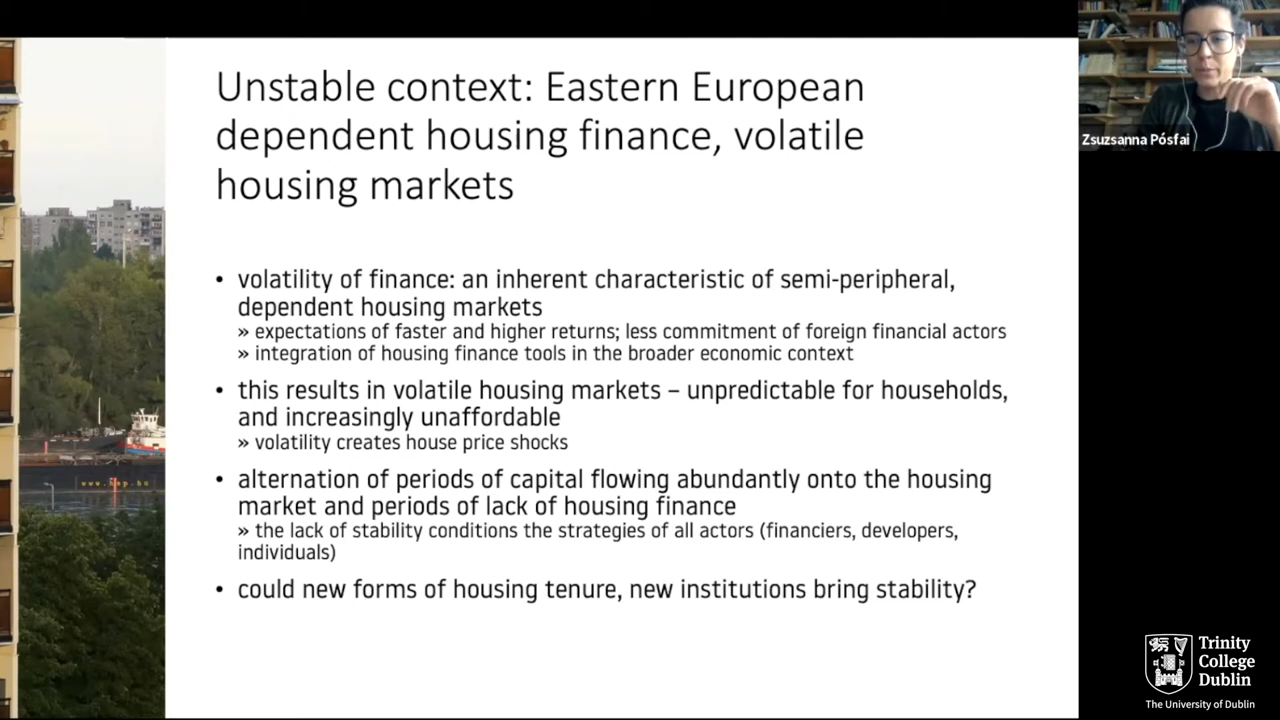 Unstable context: Eastern European
dependent housing finance, volatile
housing markets
• volatility of finance: an inherent characteristic of semi-peripheral,
dependent housing markets
» expectations of faster and higher returns; less commitment of foreign financial actors
» integration of housing finance tools in the broader economic context
• this results in volatile housing markets – unpredictable for households,
and increasingly unaffordable
» volatility creates house price shocks
• alternation of periods of capital flowing abundantly onto the housing
market and periods of lack of housing finance
» the lack of stability conditions the strategies of all actors (financiers, developers,
individuals)
• could new forms of housing tenure, new institutions bring stability?
Zsuzsanna Pósfai
Trinity
College
Dublin
The University of Dublin